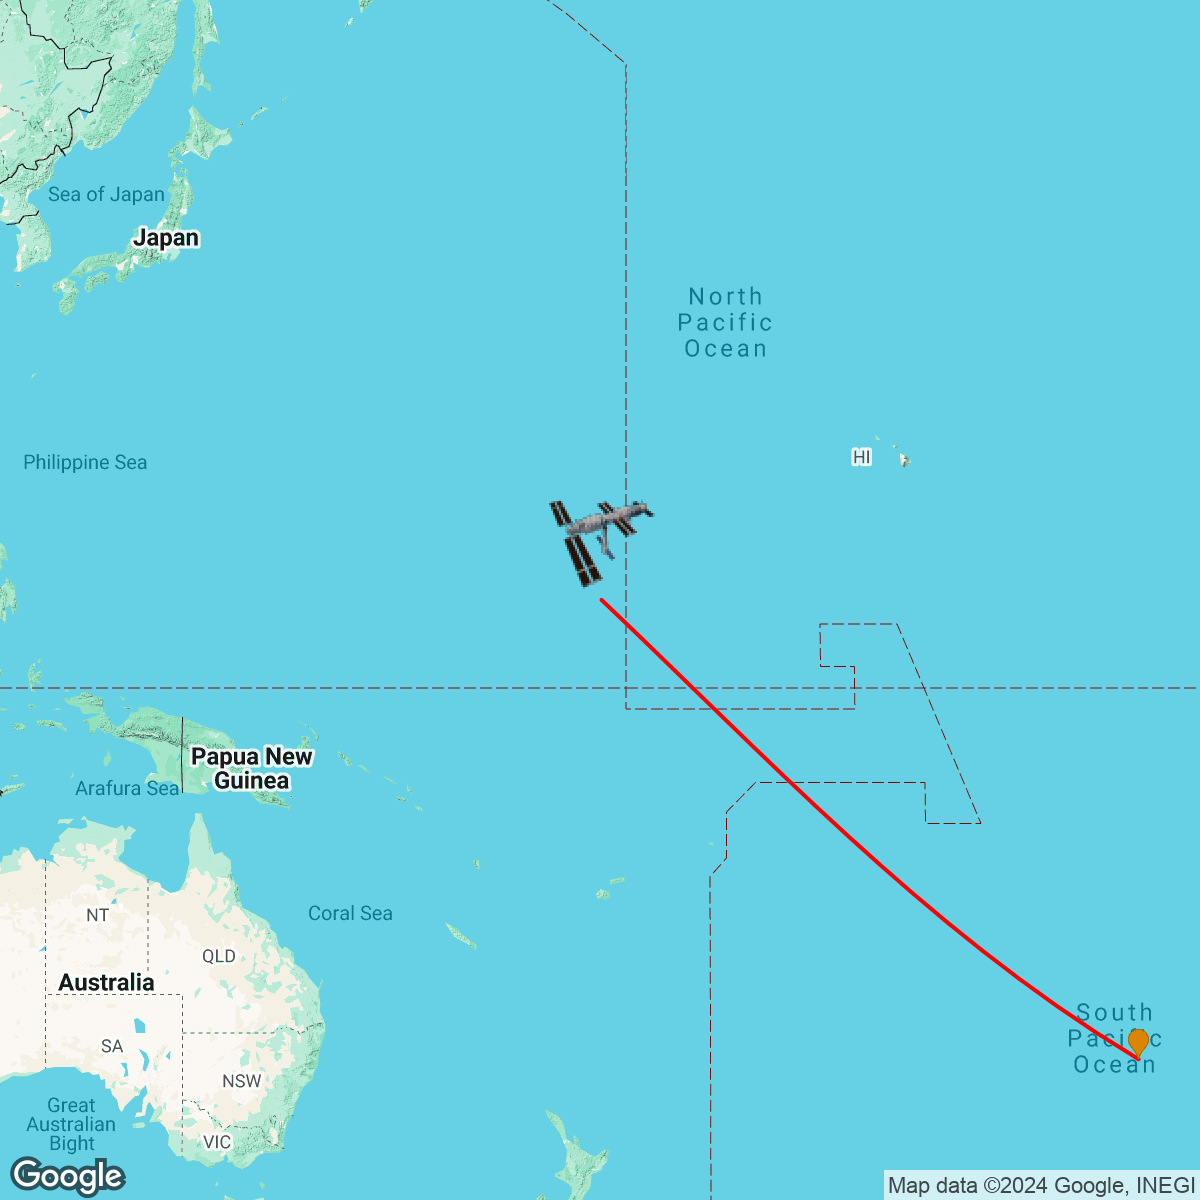 Sea of Japan
Japan
North
Pacific
Ocean
Philippine Sea
HI
Papua New
Guinea
Arafura Sea
NT
Coral Sea
QLD
Australia
South
Pacific
Ocean
SA
NSW
Great
Australian
Bight
VIC
Google
Map data ©2024 Google, INEGI